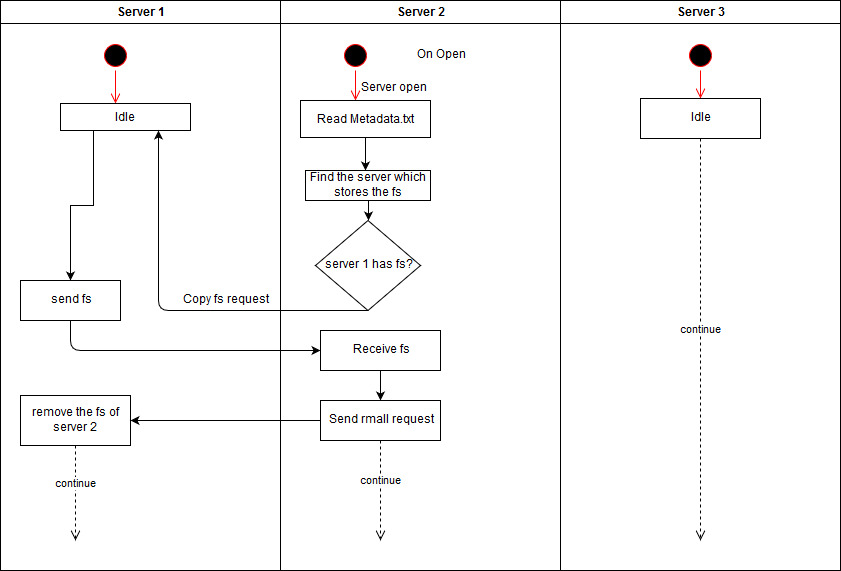 Server 1
Server 2
Server 3
On Open
Server open
Idle
Read Metadata.txt
Idle
Find the server which
stores the fs
server 1 has fs?
send fs
Copy fs request
continue
Receive fs
remove the fs of
server 2
Send rmall request
continue
continue